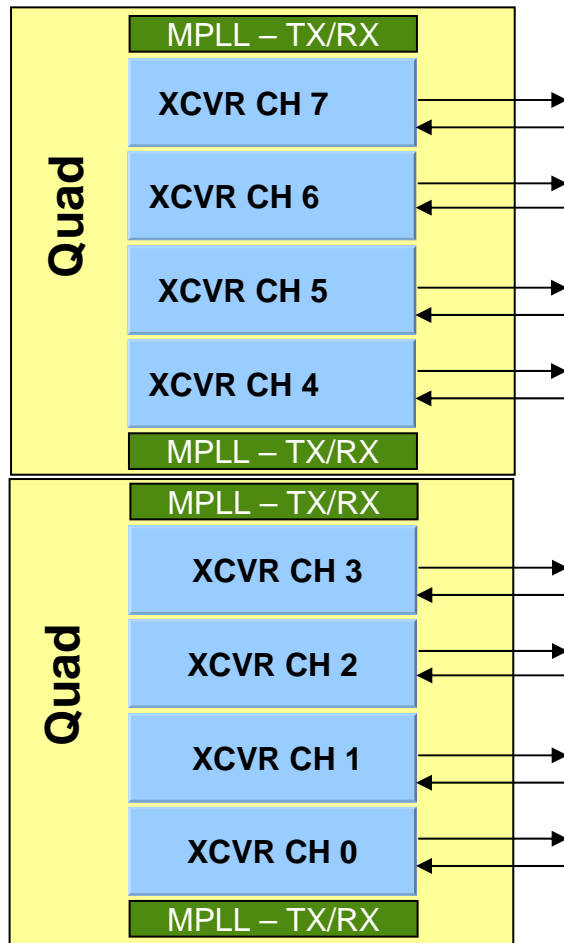 MPLL – TX/RX
XCVR CH 7
XCVR CH 6
Quad
XCVR CH 5
XCVR CH 4
MPLL – TX/RX
MPLL – TX/RX
XCVR CH 3
XCVR CH 2
Quad
XCVR CH 1
XCVR CH 0
MPLL – TX/RX